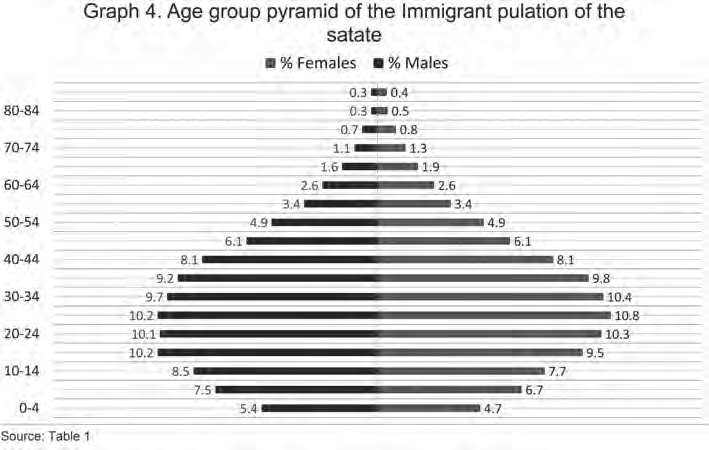 Graph 4. Age group pyramid of the Immigrant pulation of the
satate
% Females % Males
0.3 0.4
80-84 0.3 0.5
0.7 0.8
70-74 1.1 1.3
1.6 1.9
60-64 2.6 2.6
3.4 3.4
50-54 4.9 4.9
6.1 6.1
40-44 8.1 8.1
9.2 9.8
30-34 9.7 10.4
10.2 10.8
20-24 10.1 10.3
10.2 9.5
10-14 8.5 7.7
7.5 6.7
0-4 5.4 4.7
Source: Table 1